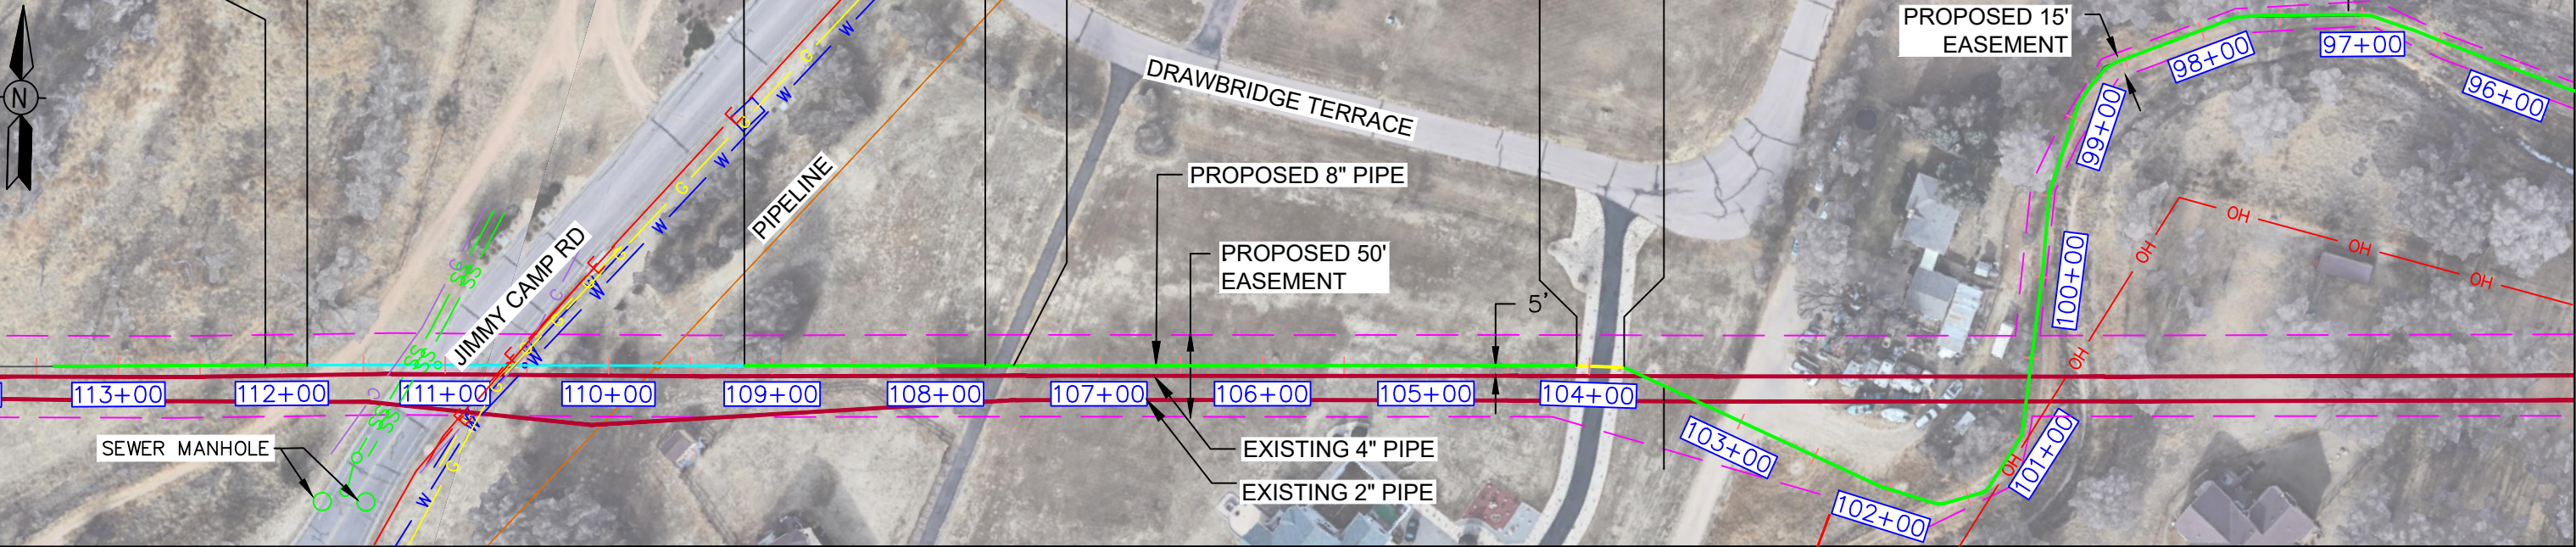 PROPOSED 15'
EASEMENT
97+00
98+00
96+00
99+00
N
DRAWBRIDGE TERRACE
PROPOSED 8" PIPE
PIPELINE
JIMMY CAMP RD
PROPOSED 50'
EASEMENT
5'
100+00
OH
OH
OH
OH
OH
OH
E
G
G
G
G
W
W
W
W
W
W
W
W
E
E
E
SS
SS
SS
C
C
C
113+00
112+00
111+00
110+00
109+00
108+00
107+00
106+00
105+00
104+00
103+00
102+00
101+00
SEWER MANHOLE
EXISTING 4" PIPE
EXISTING 2" PIPE
G
W